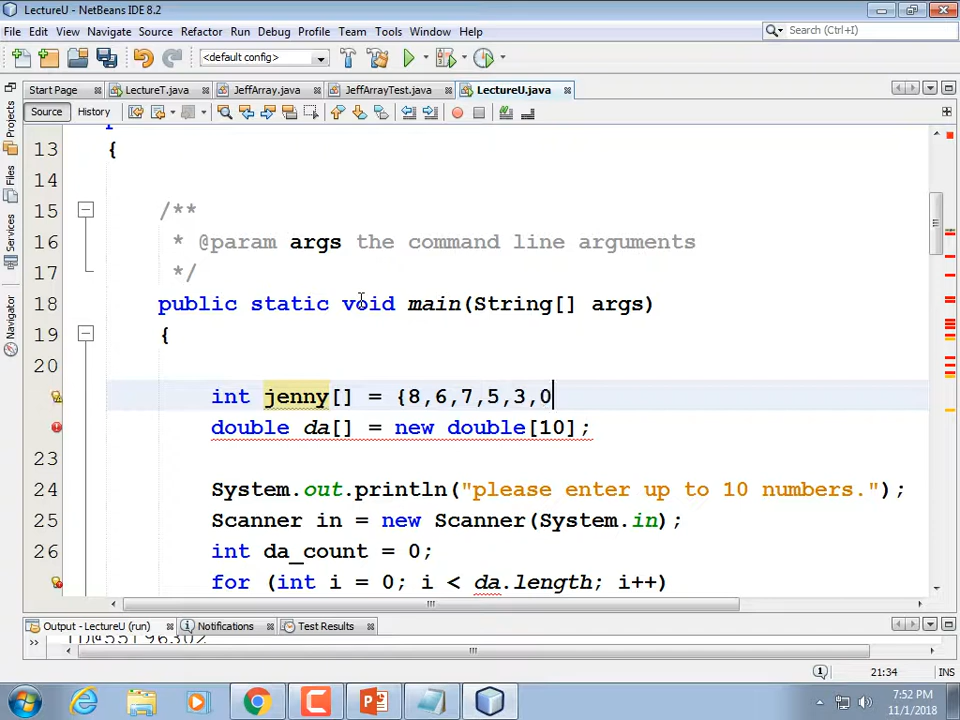 LectureU - NetBeans IDE 8.2
File Edit View Navigate Source Refactor Run Debug Profile Team Tools Window Help
Search (Ctrl+I)
<default config>
Start Page LectureT.java JeffArray.java JeffArrayTest.java LectureU.java
Source History
Projects
Files
Services
Navigator
13 {
14
15 /**
16 * @param args the command line arguments
17 */
18 public static void main(String[] args)
19 {
20
int jenny[] = {8,6,7,5,3,0
double da[] = new double[10];
23
24 System.out.println("please enter up to 10 numbers.");
25 Scanner in = new Scanner(System.in);
26 int da_count = 0;
for (int i = 0; i < da.length; i++)
Output - LectureU (run) Notifications Test Results
21:34 INS
7:52 PM
11/1/2018